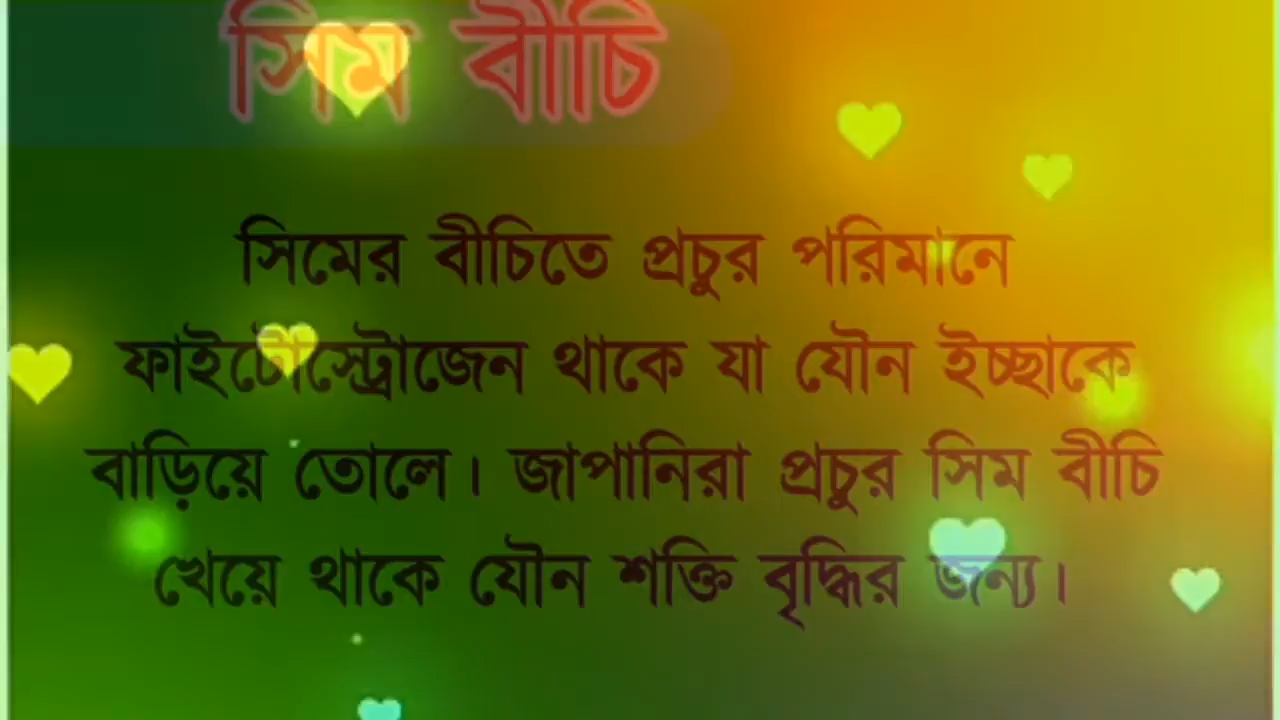 সিম বীচি
সিমের বীচিতে প্রচুর পরিমানে
ফাইটোস্ট্রোজেন থাকে যা যৌন ইচ্ছাকে
বাড়িয়ে তোলে। জাপানিরা প্রচুর সিম বীচি
খেয়ে থাকে যৌন শক্তি বৃদ্ধির জন্য।